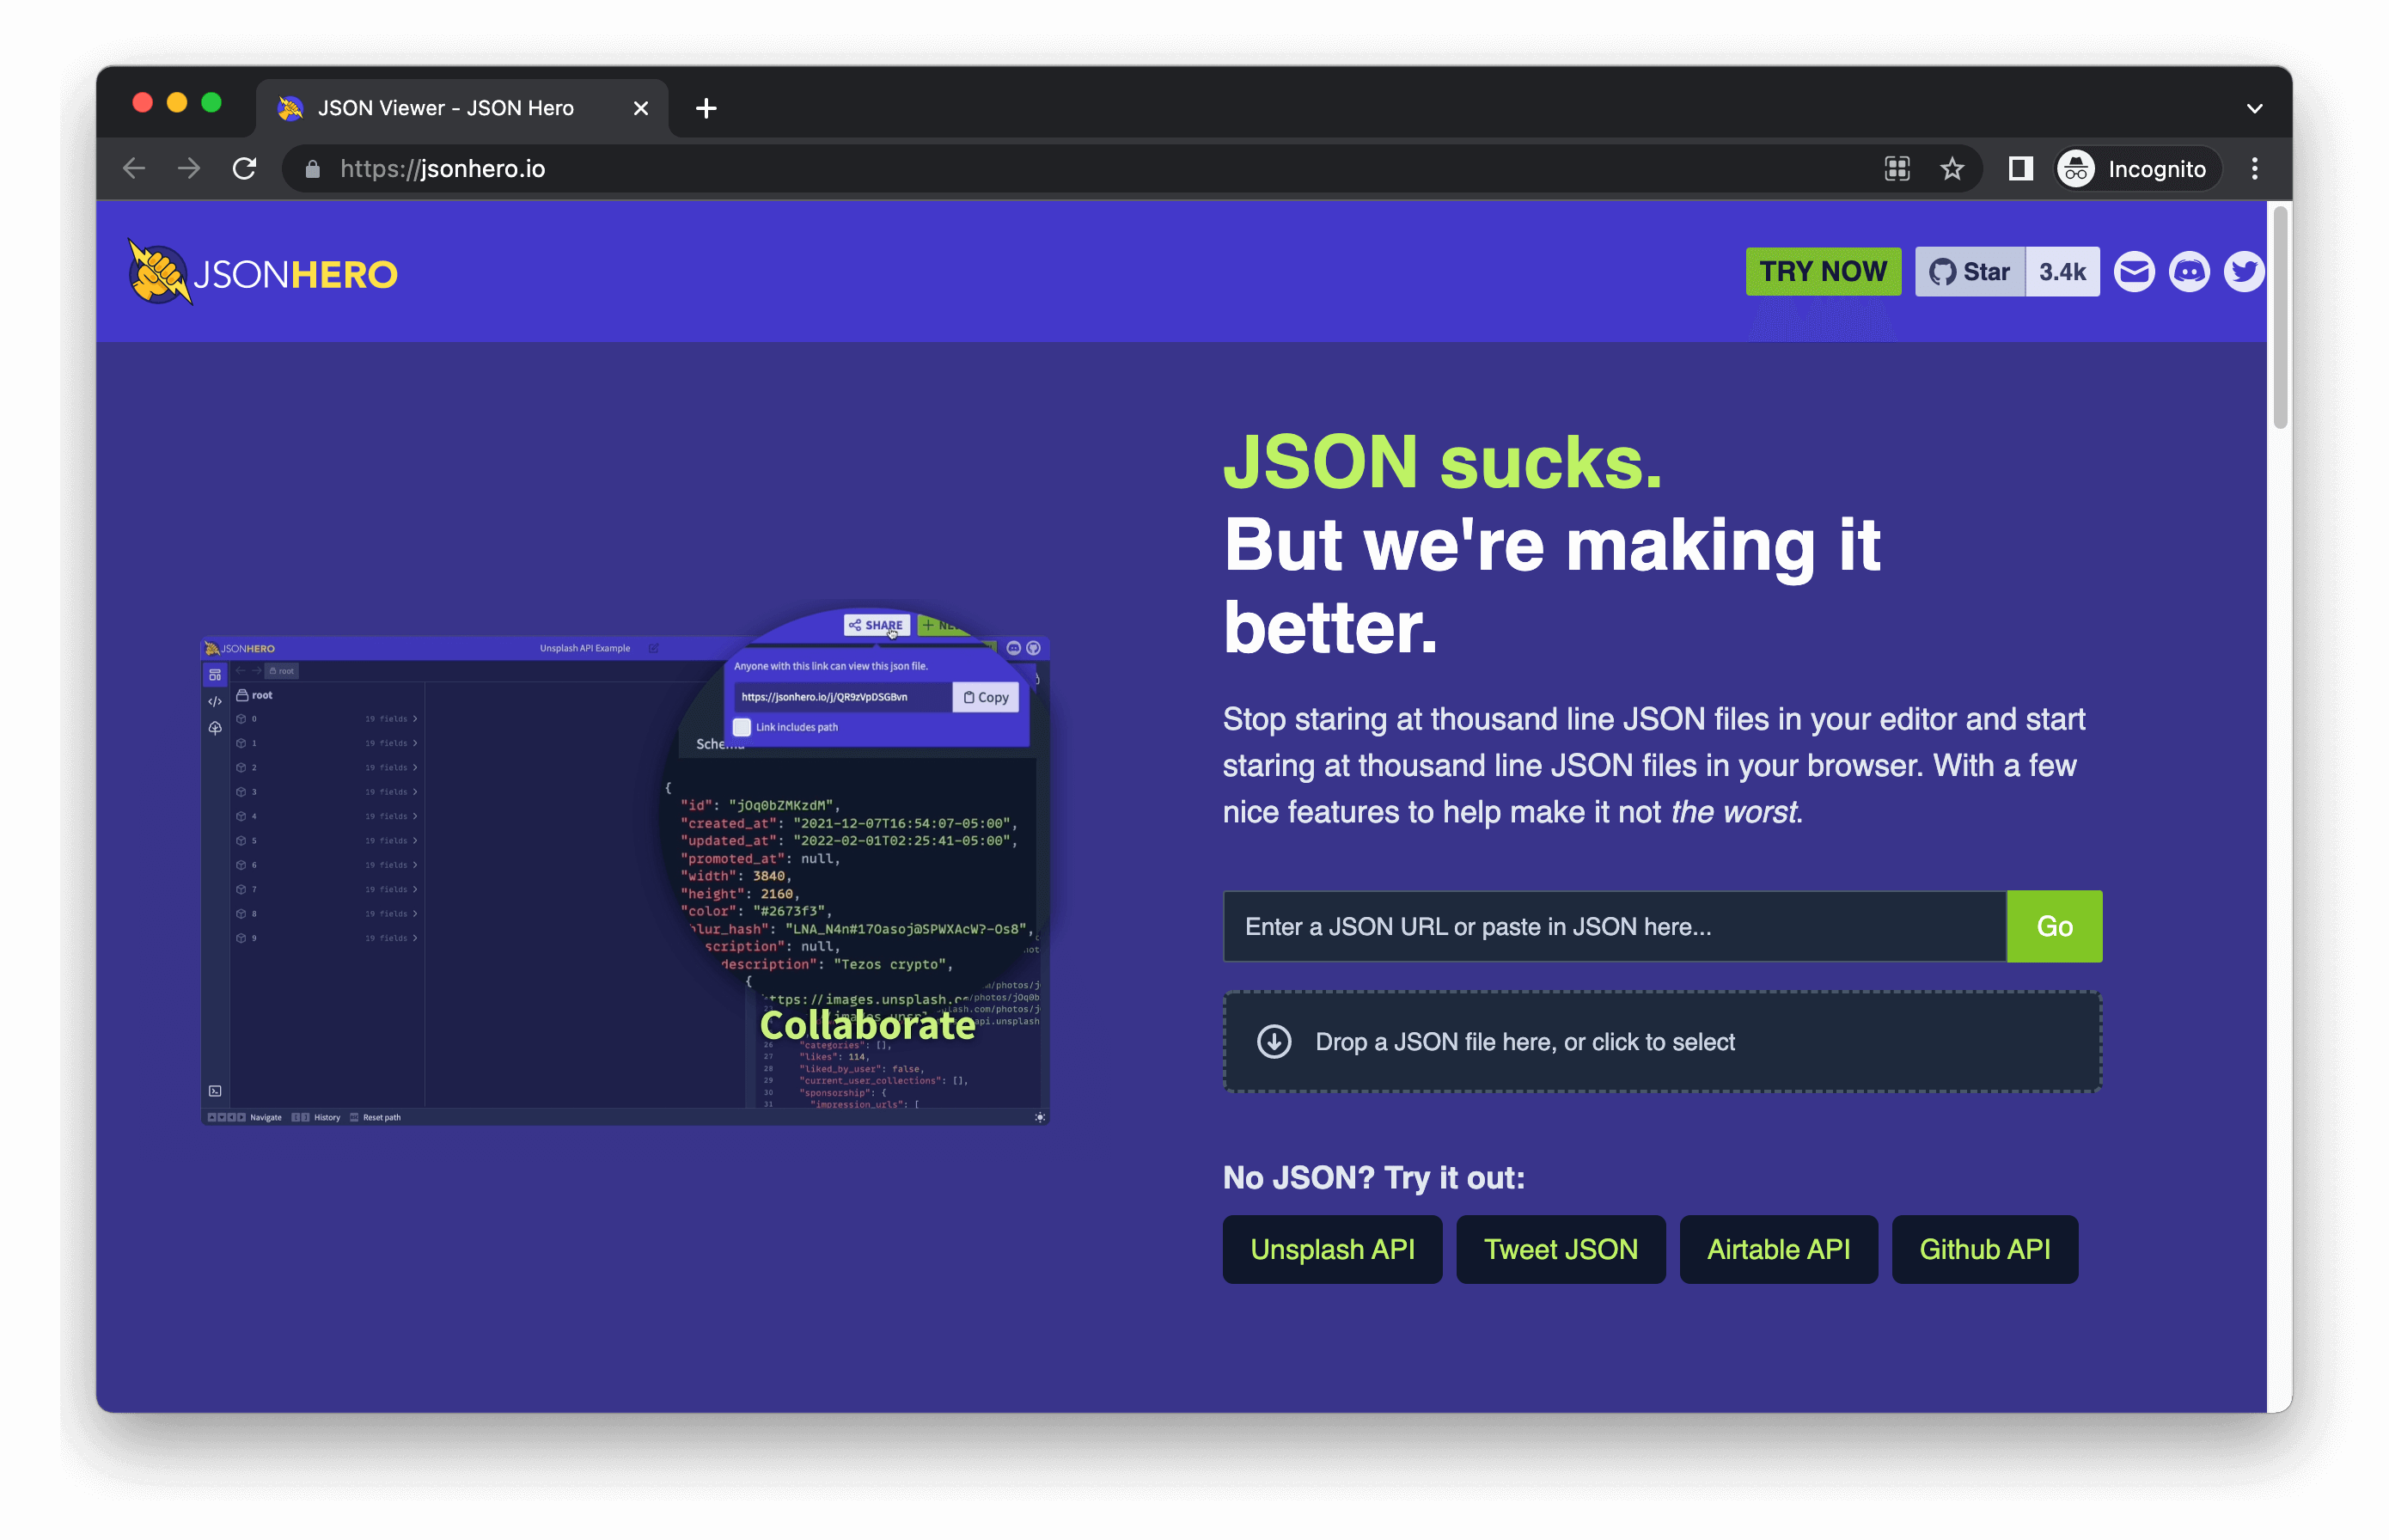 JSON Viewer - JSON Hero
https://jsonhero.io
Incognito
JSONHERO
TRY NOW
Star
3.4k
JSON sucks.
But we're making it
better.
Stop staring at thousand line JSON files in your editor and start
staring at thousand line JSON files in your browser. With a few
nice features to help make it not the worst.
Enter a JSON URL or paste in JSON here...
Go
Drop a JSON file here, or click to select
No JSON? Try it out:
Unsplash API
Tweet JSON
Airtable API
Github API
JSONHERO
Unsplash API Example
SHARE
Anyone with this link can view this json file.
https://jsonhero.io/j/QR9zVpDSGBvn
Copy
Link includes path
root
root
0 19 fields
1 19 fields
2 19 fields
3 19 fields
4 19 fields
5 19 fields
6 19 fields
7 19 fields
8 19 fields
9 19 fields
{
"id": "jOq0bZMKzdM",
"created_at": "2021-12-07T16:54:07-05:00",
"updated_at": "2022-02-01T02:25:41-05:00",
"promoted_at": null,
"width": 3840,
"height": 2160,
"color": "#2673f3",
"LNA_N4n#17Oasoj@SPWXAcW?-Os8",
null,
description": "Tezos crypto",
{
Collaborate
26 "categories": [],
27 "likes": 114,
28 "liked_by_user": false,
29 "current_user_collections": [],
30 "sponsorship": {
31 "impression_urls": [
Navigate
History
Reset path